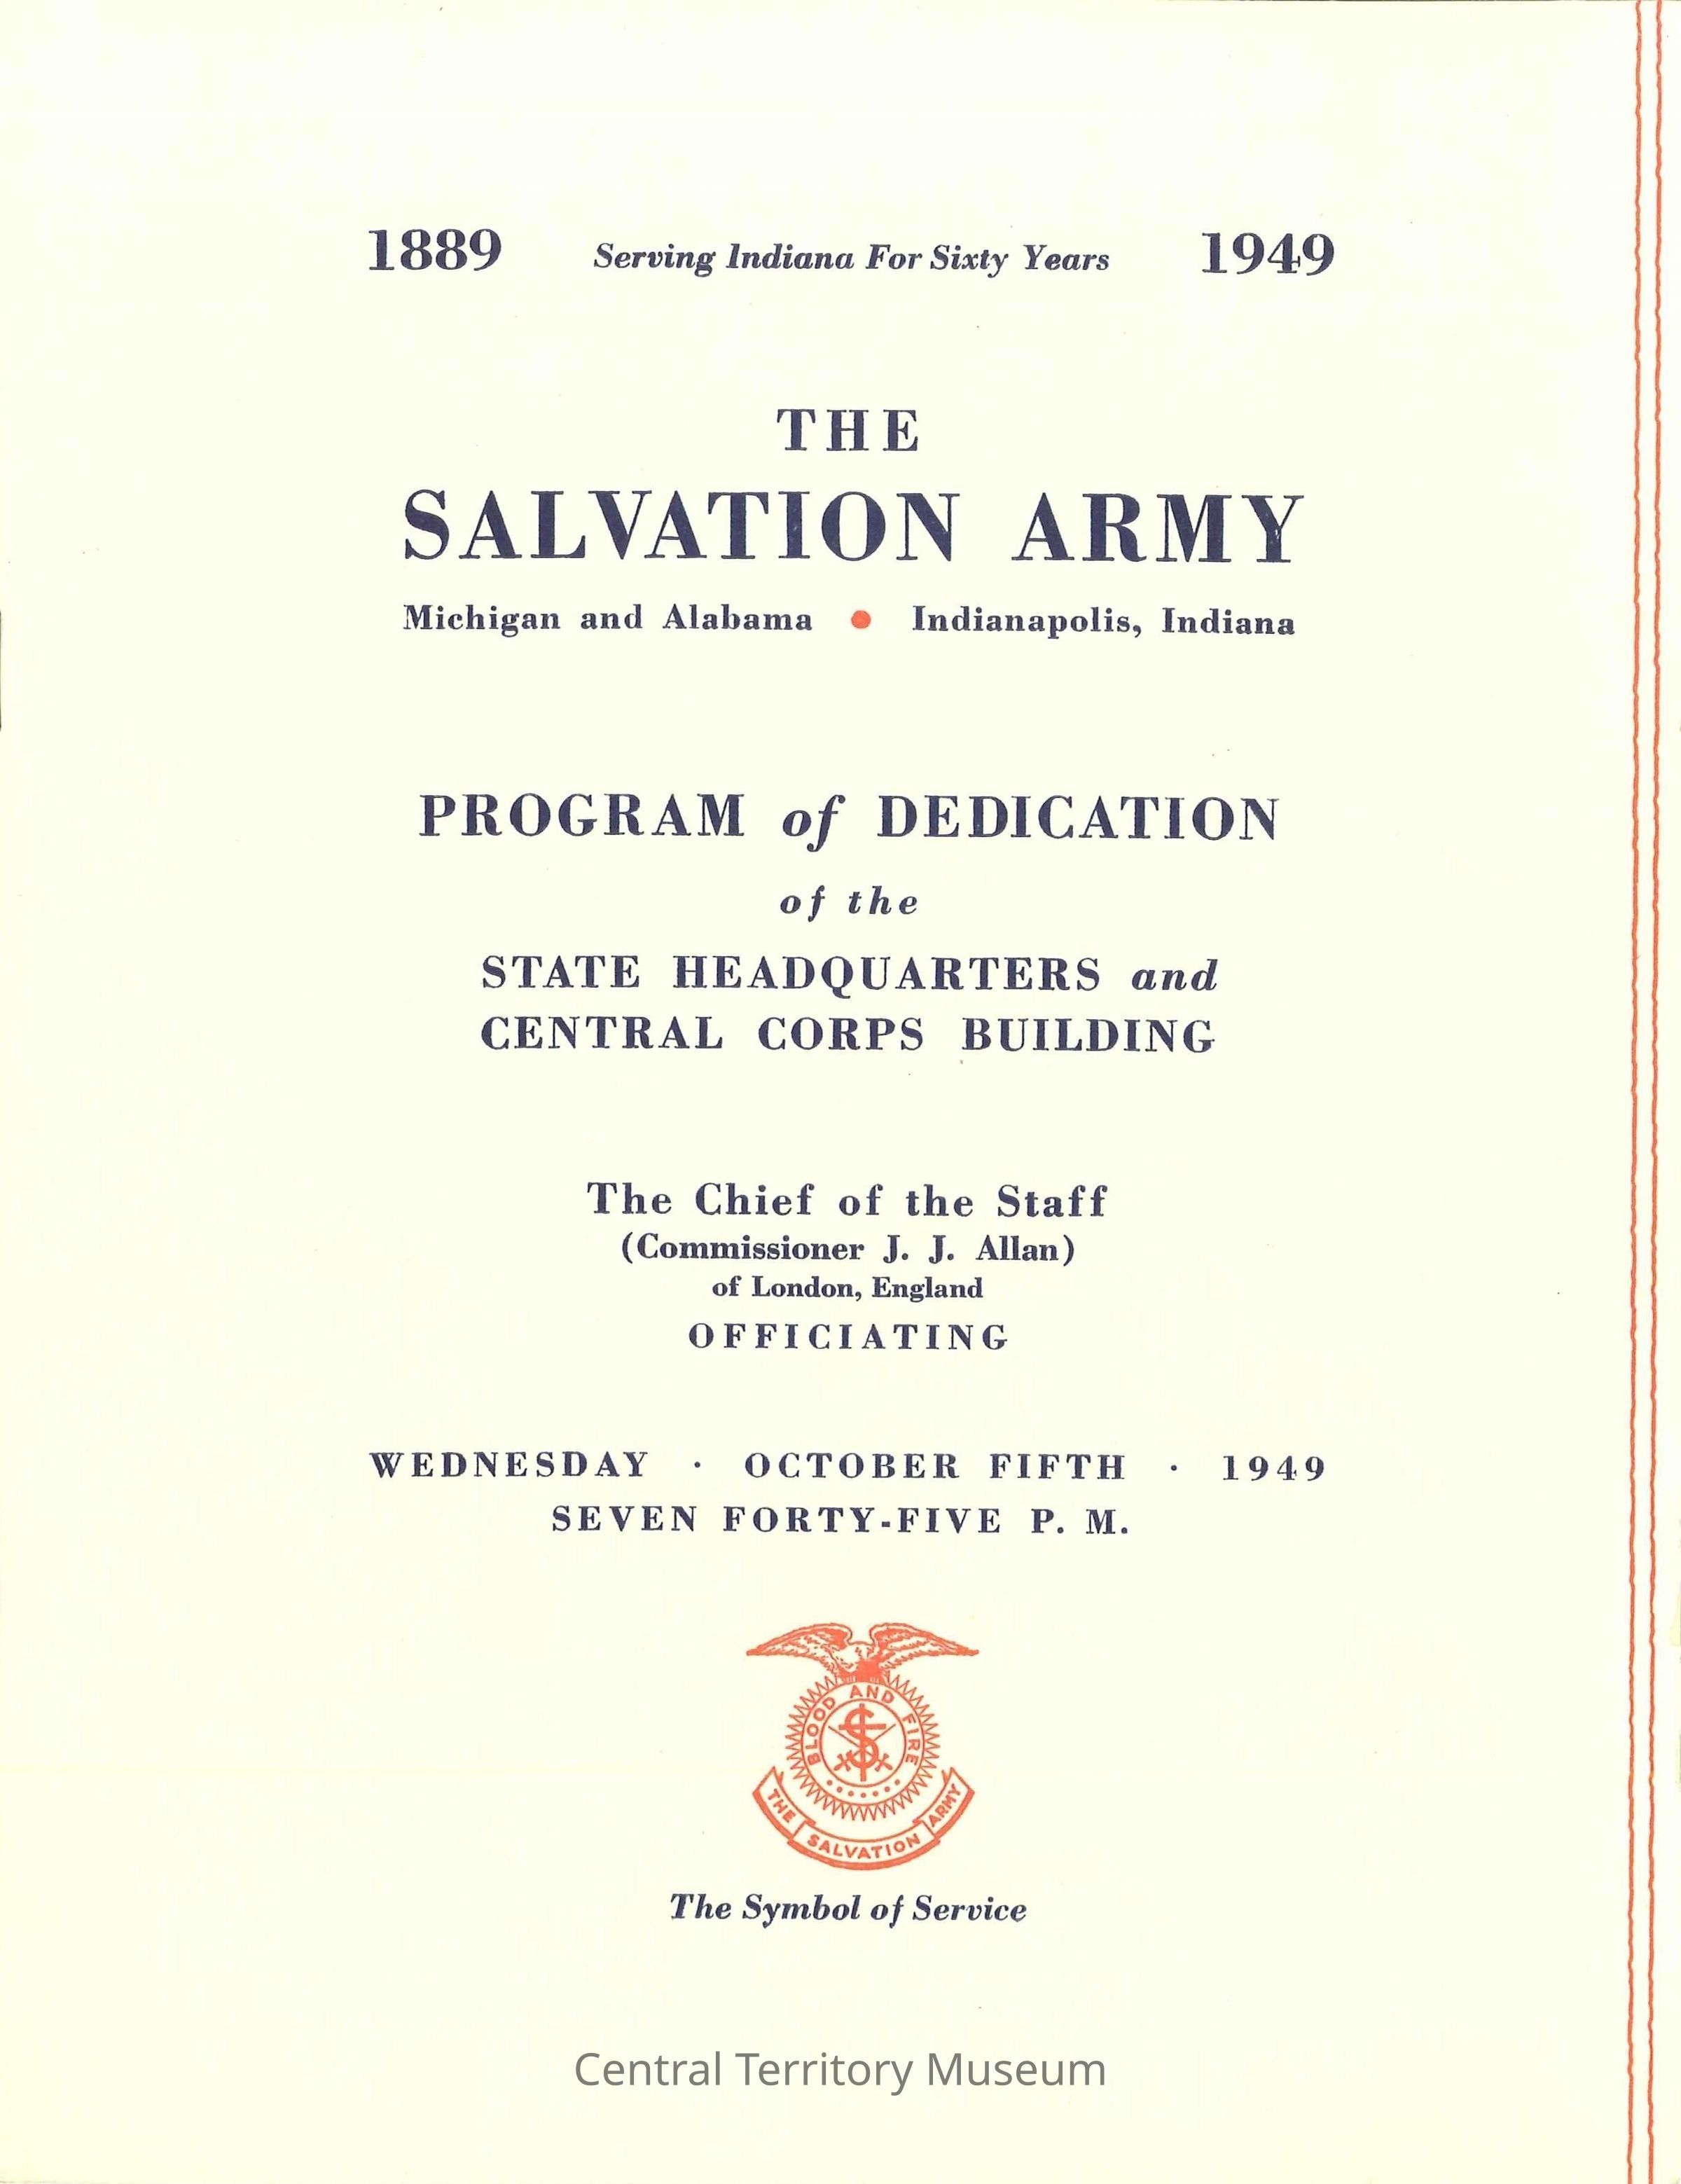 1889 Serving Indiana For Sixty Years 1949
THE
SALVATION ARMY
Michigan and Alabama • Indianapolis, Indiana
PROGRAM of DEDICATION
of the
STATE HEADQUARTERS and
CENTRAL CORPS BUILDING
The Chief of the Staff
(Commissioner J. J. Allan)
of London, England
OFFICIATING
WEDNESDAY · OCTOBER FIFTH · 1949
SEVEN FORTY-FIVE P. M.
BLOOD AND FIRE
S
THE SALVATION ARMY
The Symbol of Service
Central Territory Museum